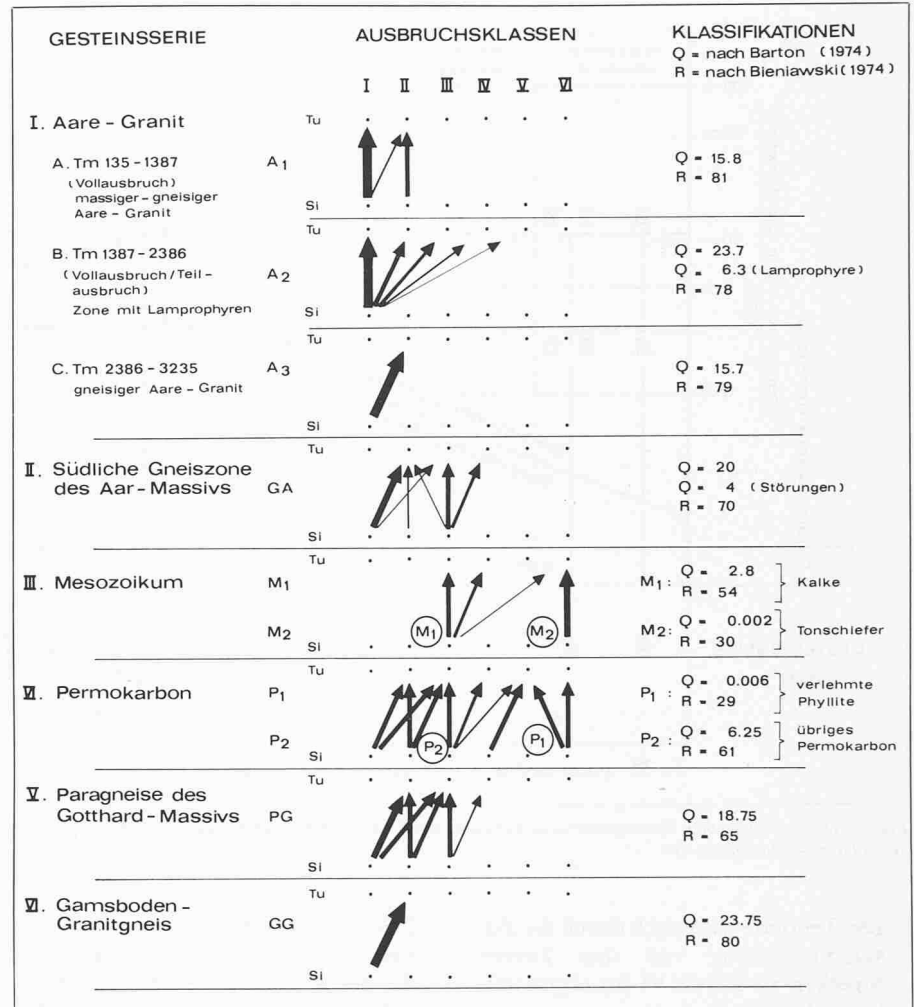 GESTEINSSERIE
AUSBRUCHSKLASSEN
KLASSIFIKATIONEN
Q = nach Barton (1974)
R = nach Bieniawski (1974)
I II III IV V VI
I. Aare - Granit
Tu
A. Tm 135 - 1387
(Vollausbruch)
massiger - gneisiger
Aare - Granit
A1
Si
Q = 15.8
R = 81
Tu
B. Tm 1387 - 2386
(Vollausbruch / Teil-
ausbruch)
Zone mit Lamprophyren
A2
Si
Q = 23.7
Q = 6.3 (Lamprophyre)
R = 78
Tu
C. Tm 2386 - 3235
gneisiger Aare - Granit
A3
Si
Q = 15.7
R = 79
Tu
II. Südliche Gneiszone
des Aar - Massivs
GA
Si
Q = 20
Q = 4 (Störungen)
R = 70
Tu
III. Mesozoikum
M1
M2
Si
M1
M2
M1: Q = 2.8
R = 54
Kalke
M2: Q = 0.002
R = 30
Tonschiefer
Tu
VI. Permokarbon
P1
P2
Si
P2
P1
P1: Q = 0.006
R = 29
verlehmte
Phyllite
P2: Q = 6.25
R = 61
übriges
Permokarbon
Tu
V. Paragneise des
Gotthard - Massivs
PG
Si
Q = 18.75
R = 65
Tu
VI. Gamsboden -
Granitgneis
GG
Si
Q = 23.75
R = 80